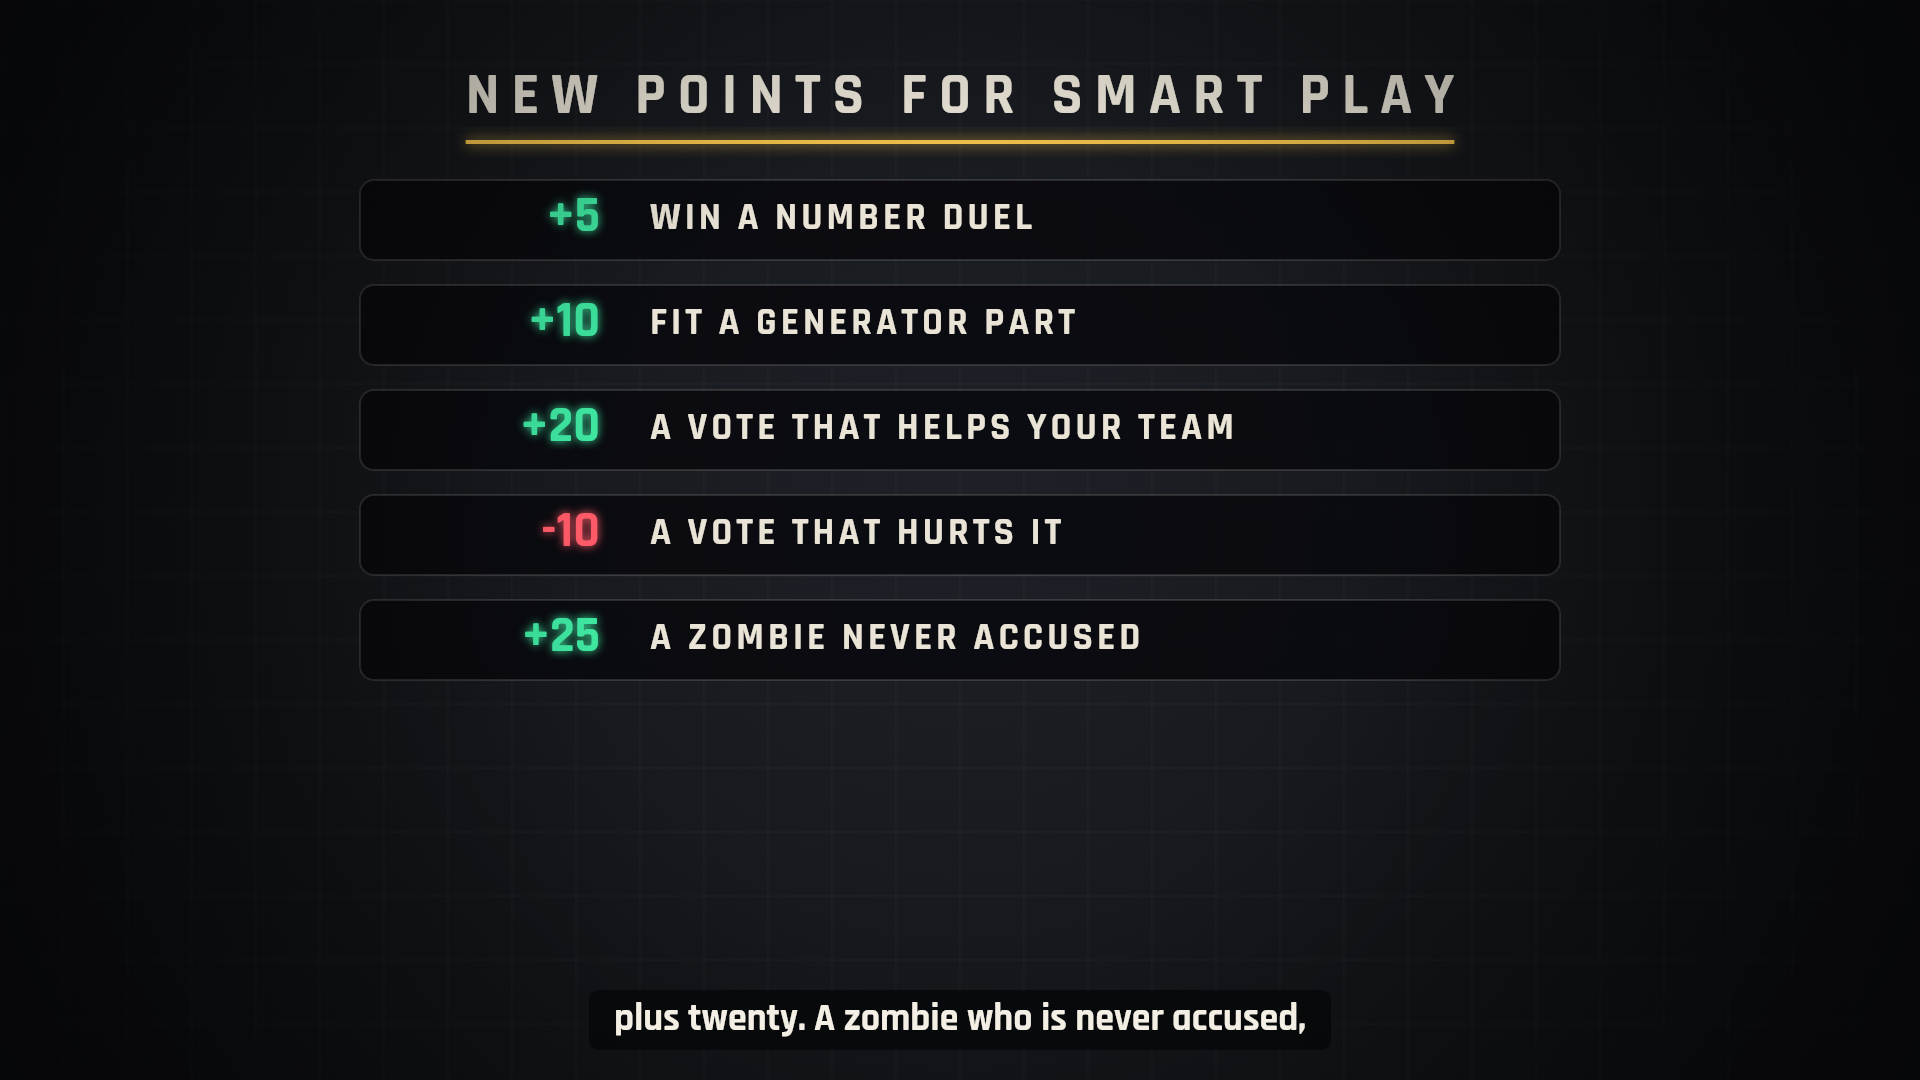 NEW POINTS FOR SMART PLAY
+5 WIN A NUMBER DUEL
+10 FIT A GENERATOR PART
+20 A VOTE THAT HELPS YOUR TEAM
-10 A VOTE THAT HURTS IT
+25 A ZOMBIE NEVER ACCUSED
plus twenty. A zombie who is never accused,